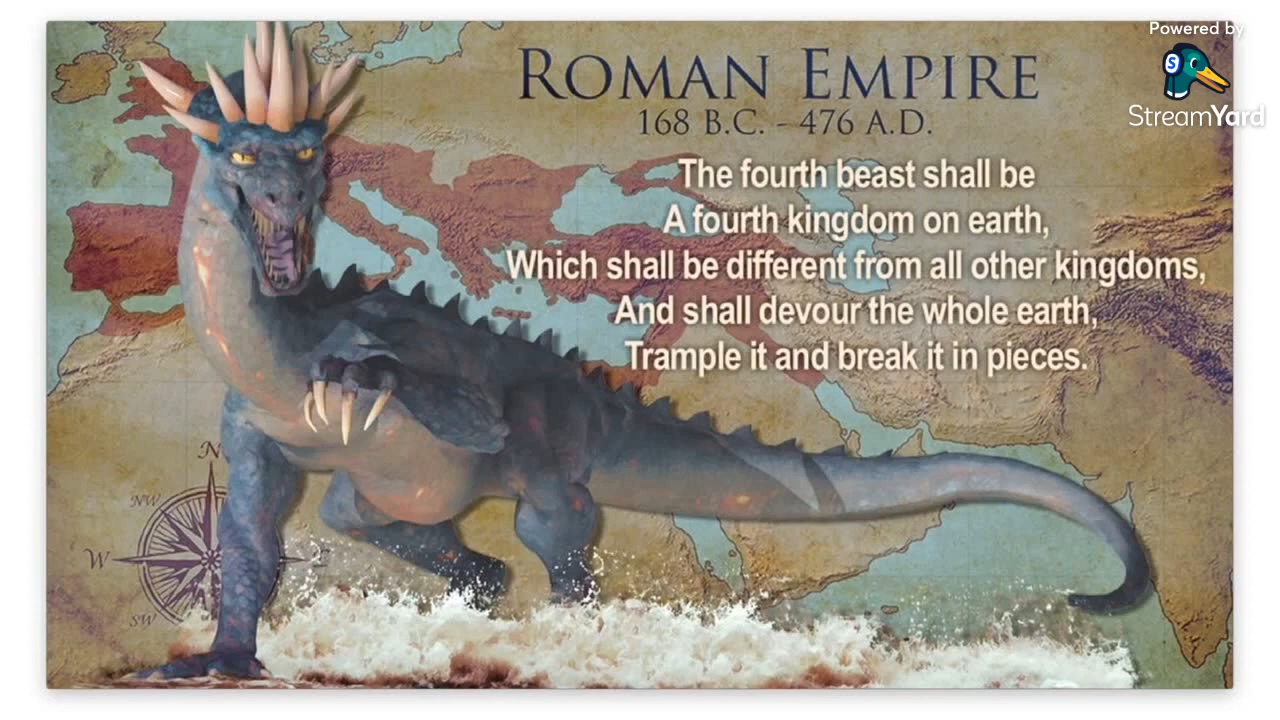 Powered by
StreamYard
ROMAN EMPIRE
168 B.C. - 476 A.D.
The fourth beast shall be
A fourth kingdom on earth,
Which shall be different from all other kingdoms,
And shall devour the whole earth,
Trample it and break it in pieces.
N
NW
W
SW